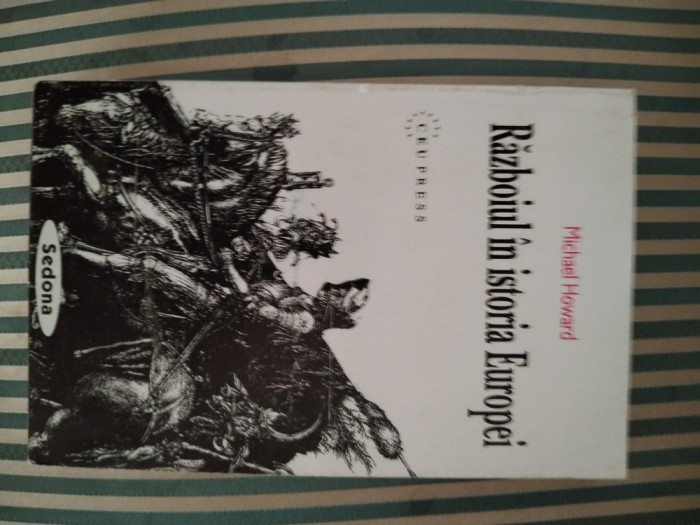 Michael Howard
Războiul în istoria Europei
CEU PRESS
Sedona